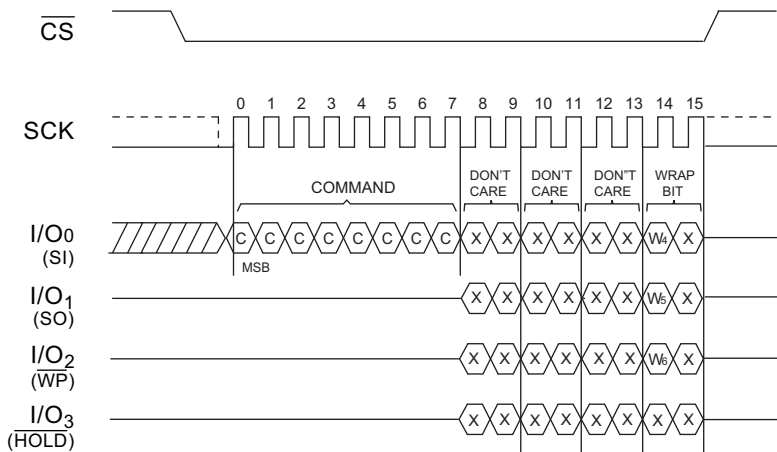 CS
0 1 2 3 4 5 6 7 8 9 10 11 12 13 14 15
SCK
COMMAND
DON'T CARE
DON'T CARE
DON"T CARE
WRAP BIT
I/O0 (SI)
C C C C C C C C X X X X X X W4 X
MSB
I/O1 (SO)
X X X X X X W5 X
I/O2 (WP)
X X X X X X W6 X
I/O3 (HOLD)
X X X X X X X X